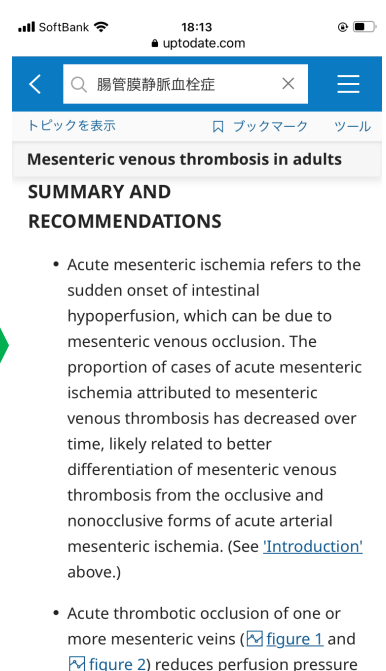 SoftBank
18:13
uptodate.com
腸管膜静脈血栓症
トピックを表示
ブックマーク
ツール
Mesenteric venous thrombosis in adults
SUMMARY AND
RECOMMENDATIONS
• Acute mesenteric ischemia refers to the
sudden onset of intestinal
hypoperfusion, which can be due to
mesenteric venous occlusion. The
proportion of cases of acute mesenteric
ischemia attributed to mesenteric
venous thrombosis has decreased over
time, likely related to better
differentiation of mesenteric venous
thrombosis from the occlusive and
nonocclusive forms of acute arterial
mesenteric ischemia. (See 'Introduction'
above.)
• Acute thrombotic occlusion of one or
more mesenteric veins (figure 1 and
figure 2) reduces perfusion pressure